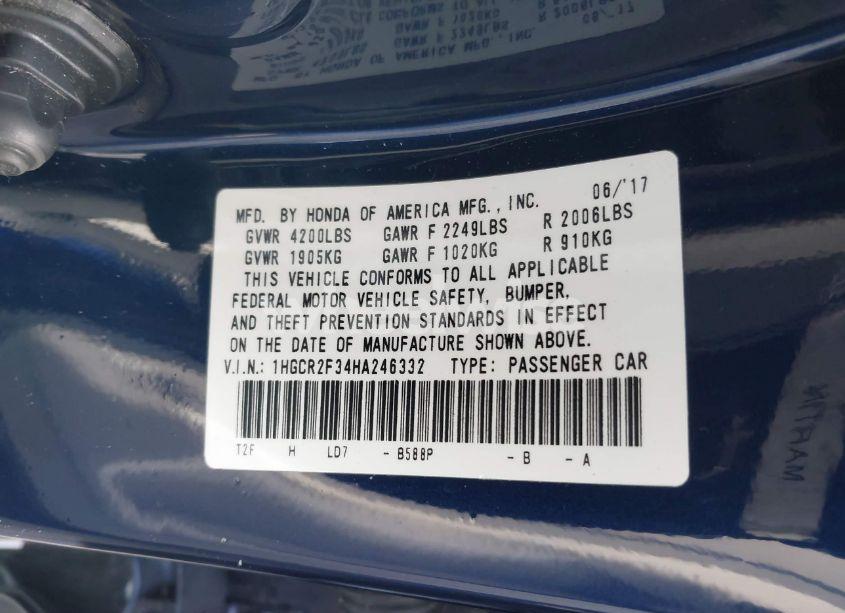 MFD. BY HONDA OF AMERICA MFG., INC. 06/'17
GVWR 4200LBS GAWR F 2249LBS R 2006LBS
GVWR 1905KG GAWR F 1020KG R 910KG
THIS VEHICLE CONFORMS TO ALL APPLICABLE
FEDERAL MOTOR VEHICLE SAFETY, BUMPER,
AND THEFT PREVENTION STANDARDS IN EFFECT
ON THE DATE OF MANUFACTURE SHOWN ABOVE.
V.I.N.: 1HGCR2F34HA246332 TYPE: PASSENGER CAR
T2F H LD7 - B588P - B - A